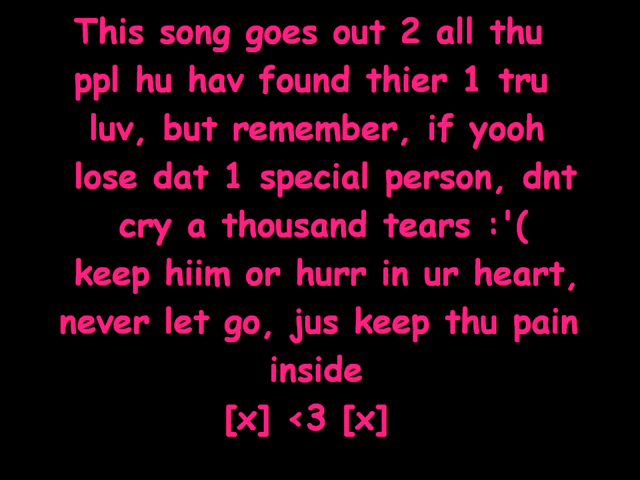 This song goes out 2 all thu
ppl hu hav found thier 1 tru
luv, but remember, if yooh
lose dat 1 special person, dnt
cry a thousand tears :'(
keep hiim or hurr in ur heart,
never let go, jus keep thu pain
inside
[x] <3 [x]